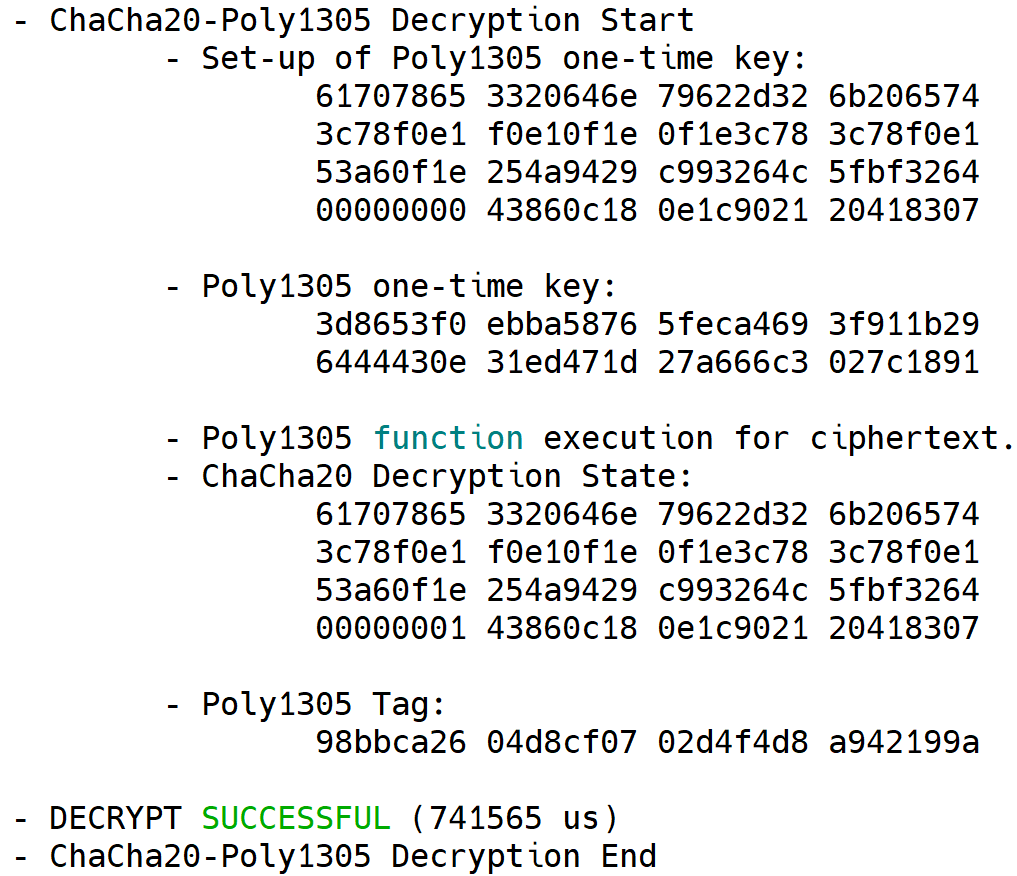 - ChaCha20-Poly1305 Decryption Start
- Set-up of Poly1305 one-time key:
61707865 3320646e 79622d32 6b206574
3c78f0e1 f0e10f1e 0f1e3c78 3c78f0e1
53a60f1e 254a9429 c993264c 5fbf3264
00000000 43860c18 0e1c9021 20418307
- Poly1305 one-time key:
3d8653f0 ebba5876 5feca469 3f911b29
6444430e 31ed471d 27a666c3 027c1891
- Poly1305 function execution for ciphertext.
- ChaCha20 Decryption State:
61707865 3320646e 79622d32 6b206574
3c78f0e1 f0e10f1e 0f1e3c78 3c78f0e1
53a60f1e 254a9429 c993264c 5fbf3264
00000001 43860c18 0e1c9021 20418307
- Poly1305 Tag:
98bbca26 04d8cf07 02d4f4d8 a942199a
- DECRYPT SUCCESSFUL (741565 us)
- ChaCha20-Poly1305 Decryption End